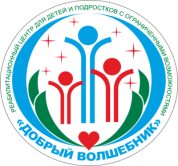 РЕАБИЛИТАЦИОННЫЙ ЦЕНТР ДЛЯ ДЕТЕЙ И ПОДРОСТКОВ С ОГРАНИЧЕННЫМИ ВОЗМОЖНОСТЯМИ
«ДОБРЫЙ ВОЛШЕБНИК»